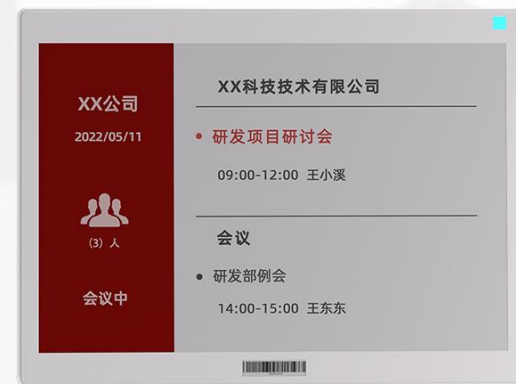 XX公司
2022/05/11
(3) 人
会议中
XX科技技术有限公司
• 研发项目研讨会
09:00-12:00 王小溪
会议
• 研发部例会
14:00-15:00 王东东